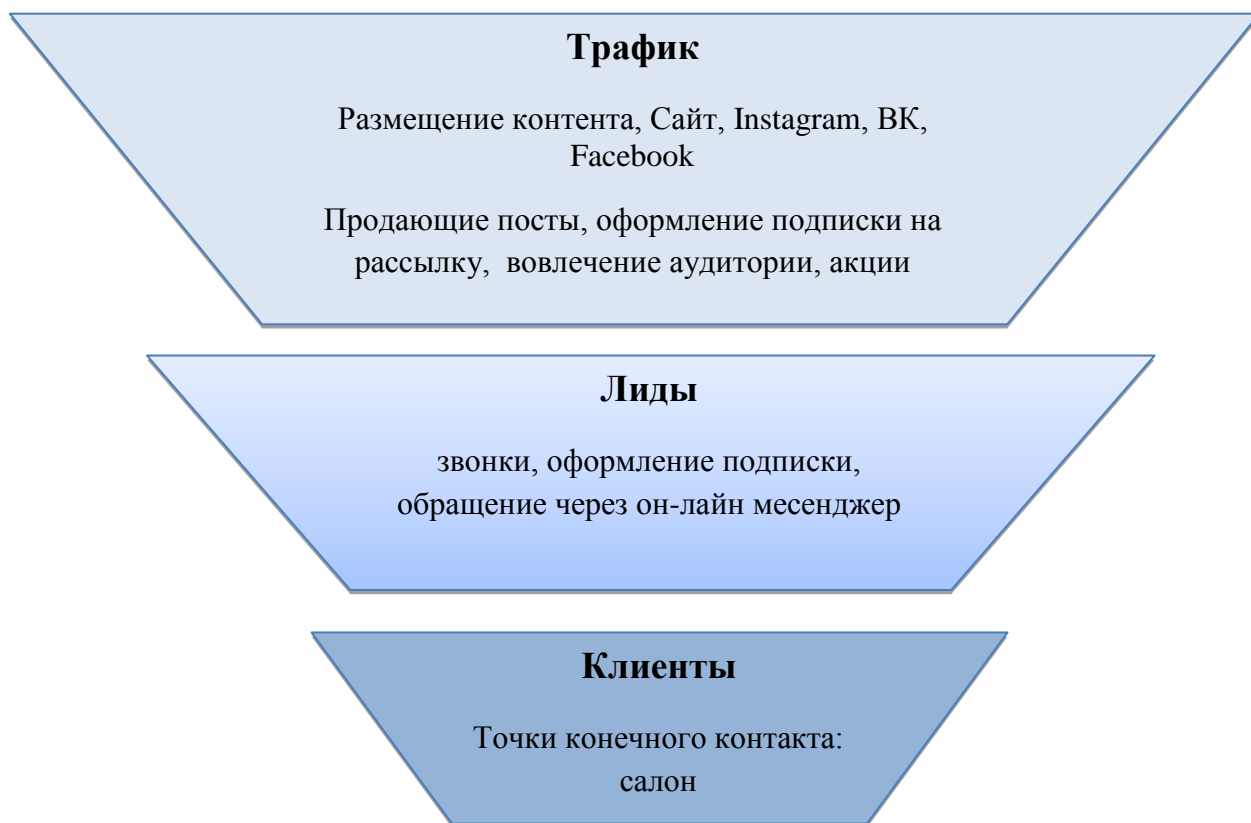 Трафик
Размещение контента, Сайт, Instagram, ВК,
Facebook
Продающие посты, оформление подписки на
рассылку, вовлечение аудитории, акции
Лиды
звонки, оформление подписки,
обращение через он-лайн месенджер
Клиенты
Точки конечного контакта:
салон